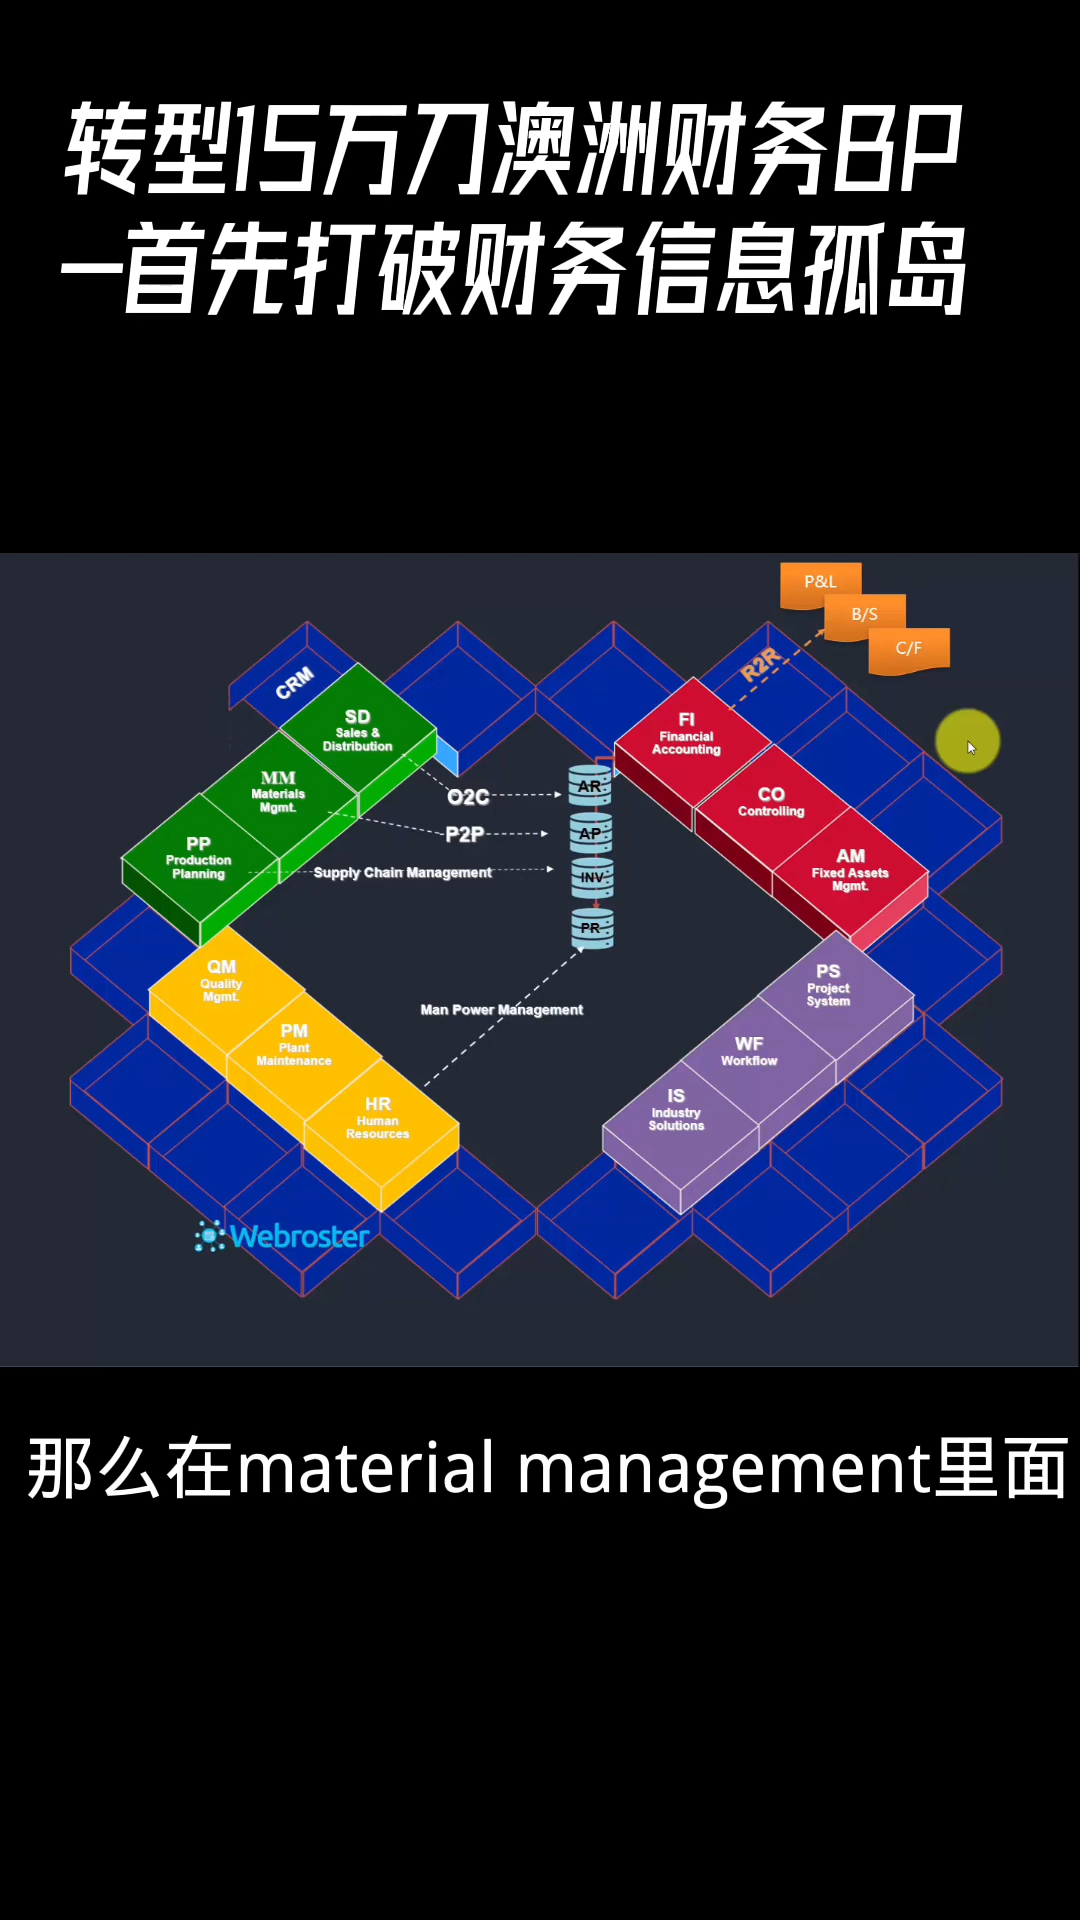 转型15万刀澳洲财务BP
—首先打破财务信息孤岛
P&L
B/S
C/F
R2R
CRM
SD
Sales &
Distribution
MM
Materials
Mgmt.
PP
Production
Planning
FI
Financial
Accounting
CO
Controlling
AM
Fixed Assets
Mgmt.
O2C
P2P
Supply Chain Management
AR
AP
INV
PR
Man Power Management
QM
Quality
Mgmt.
PM
Plant
Maintenance
HR
Human
Resources
PS
Project
System
WF
Workflow
IS
Industry
Solutions
Webroster
那么在material management里面